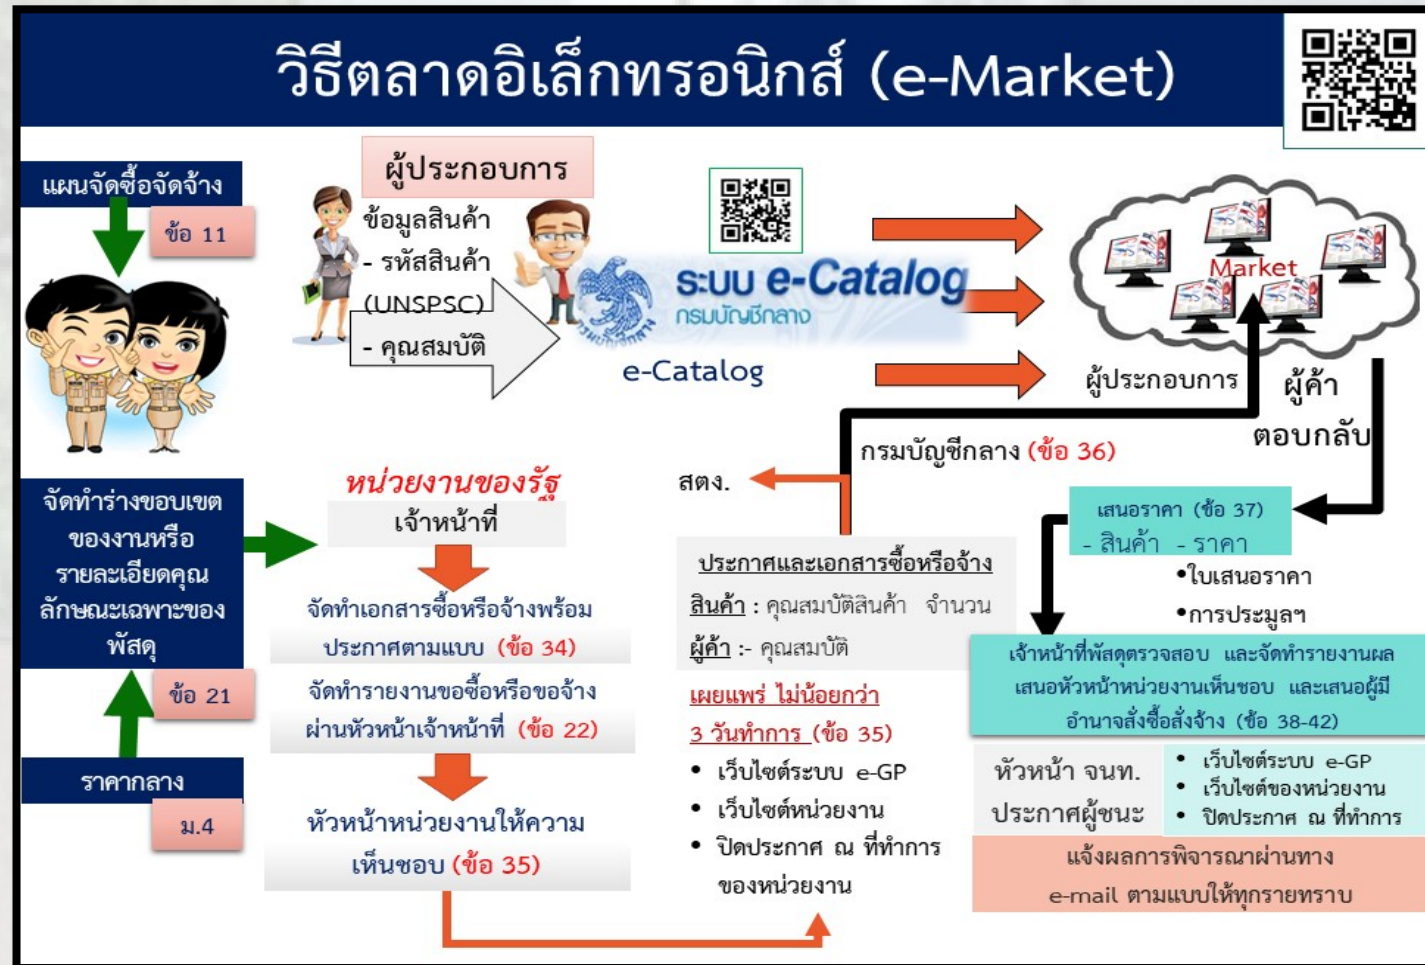 วิธีตลาดอิเล็กทรอนิกส์ (e-Market)
แผนจัดซื้อจัดจ้าง
ข้อ 11
ผู้ประกอบการ
ข้อมูลสินค้า
- รหัสสินค้า
(UNSPSC)
- คุณสมบัติ
ระบบ e-Catalog
กรมบัญชีกลาง
e-Catalog
Market
ผู้ประกอบการ
ผู้ค้า
ตอบกลับ
กรมบัญชีกลาง (ข้อ 36)
สตง.
จัดทำร่างขอบเขต
ของงานหรือ
รายละเอียดคุณ
ลักษณะเฉพาะของ
พัสดุ
ข้อ 21
ราคากลาง
ม.4
หน่วยงานของรัฐ
เจ้าหน้าที่
จัดทำเอกสารซื้อหรือจ้างพร้อม
ประกาศตามแบบ (ข้อ 34)
จัดทำรายงานขอซื้อหรือขอจ้าง
ผ่านหัวหน้าเจ้าหน้าที่ (ข้อ 22)
หัวหน้าหน่วยงานให้ความ
เห็นชอบ (ข้อ 35)
ประกาศและเอกสารซื้อหรือจ้าง
สินค้า : คุณสมบัติสินค้า จำนวน
ผู้ค้า :- คุณสมบัติ
เผยแพร่ ไม่น้อยกว่า
3 วันทำการ (ข้อ 35)
• เว็บไซต์ระบบ e-GP
• เว็บไซต์หน่วยงาน
• ปิดประกาศ ณ ที่ทำการ
ของหน่วยงาน
เสนอราคา (ข้อ 37)
- สินค้า - ราคา
•ใบเสนอราคา
•การประมูลฯ
เจ้าหน้าที่พัสดุตรวจสอบ และจัดทำรายงานผล
เสนอหัวหน้าหน่วยงานเห็นชอบ และเสนอผู้มี
อำนาจสั่งซื้อสั่งจ้าง (ข้อ 38-42)
หัวหน้า จนท.
ประกาศผู้ชนะ
• เว็บไซต์ระบบ e-GP
• เว็บไซต์ของหน่วยงาน
• ปิดประกาศ ณ ที่ทำการ
แจ้งผลการพิจารณาผ่านทาง
e-mail ตามแบบให้ทุกรายทราบ